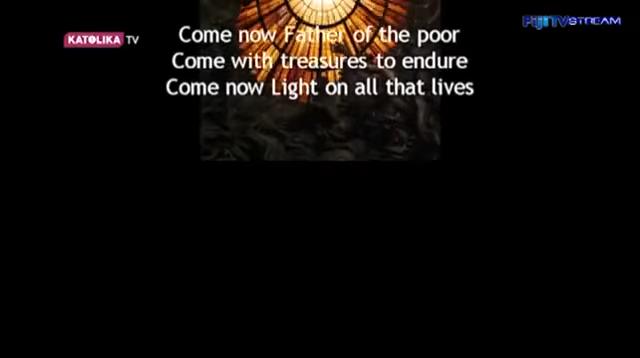 KATOLIKA TV
STREAM
Come now Father of the poor
Come with treasures to endure
Come now Light on all that lives